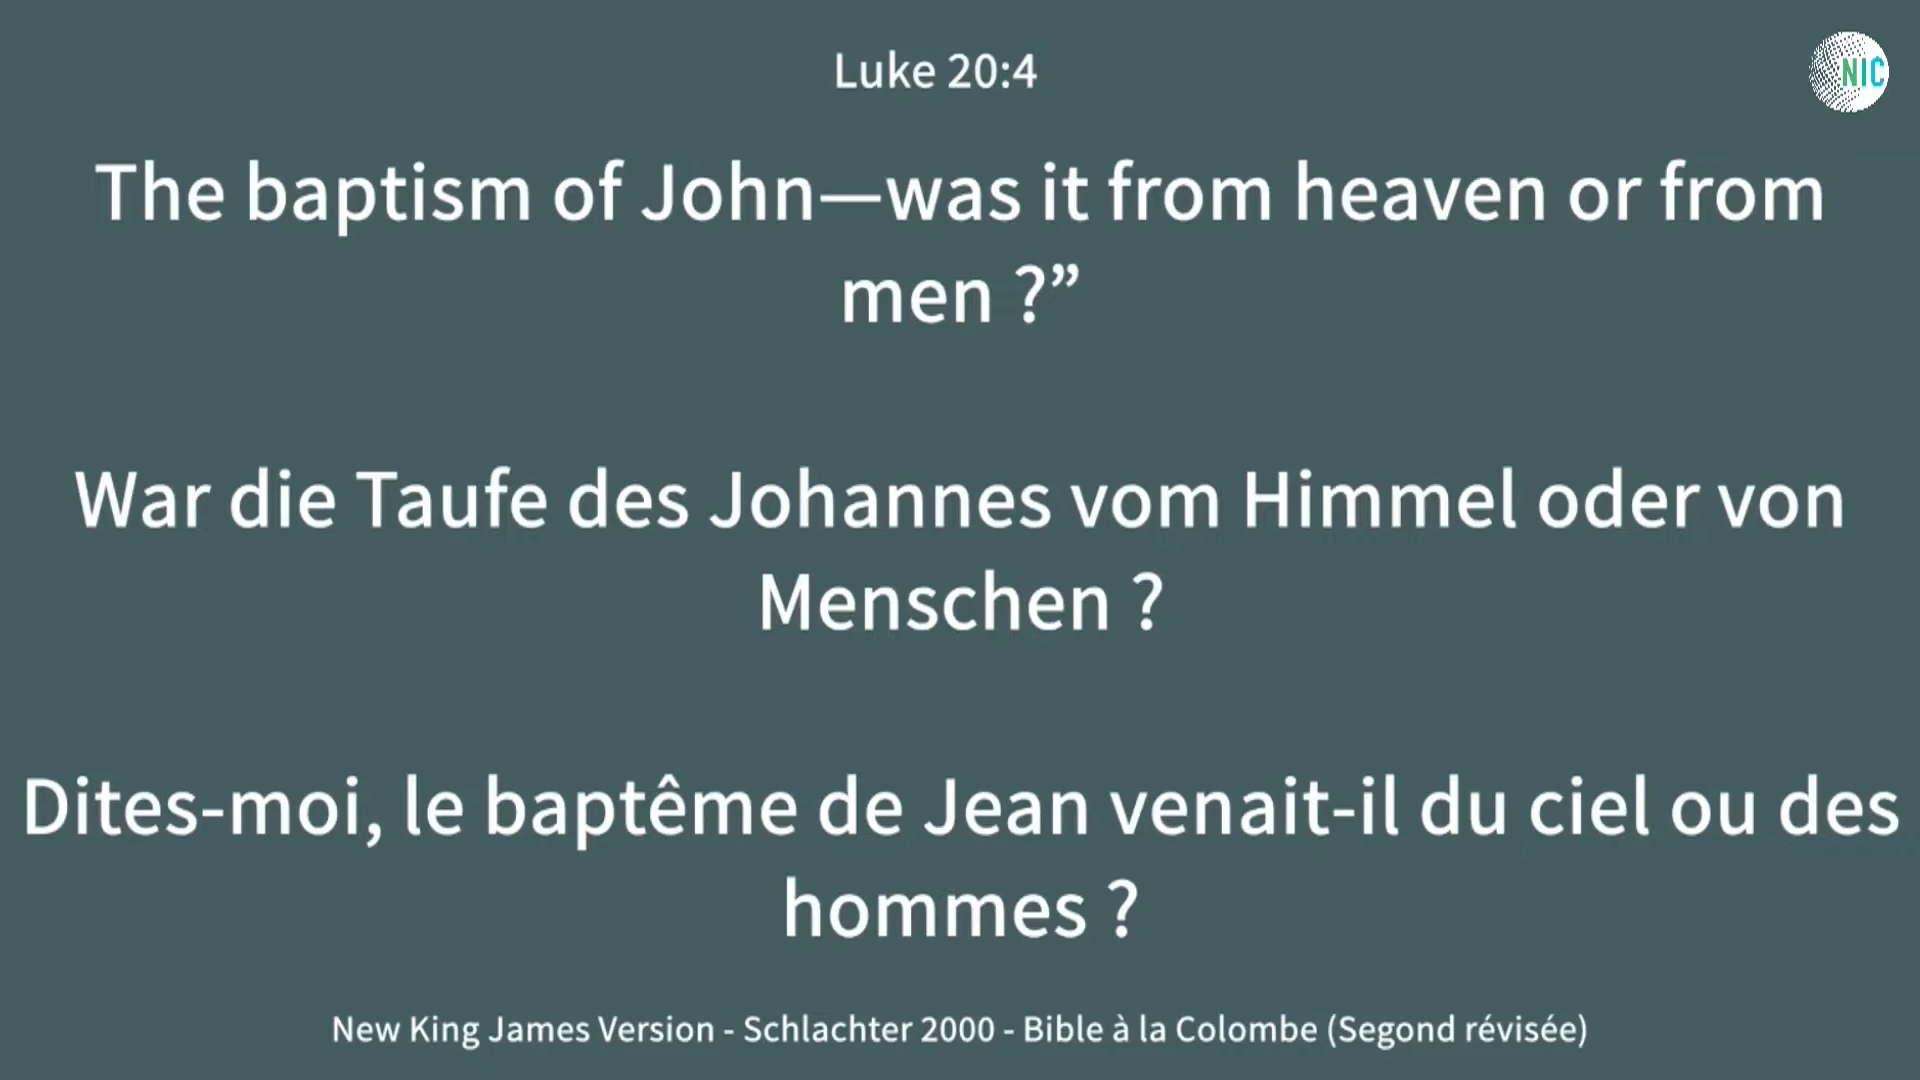 Luke 20:4
NIC
The baptism of John—was it from heaven or from
men ?”
War die Taufe des Johannes vom Himmel oder von
Menschen ?
Dites-moi, le baptême de Jean venait-il du ciel ou des
hommes ?
New King James Version - Schlachter 2000 - Bible à la Colombe (Segond révisée)